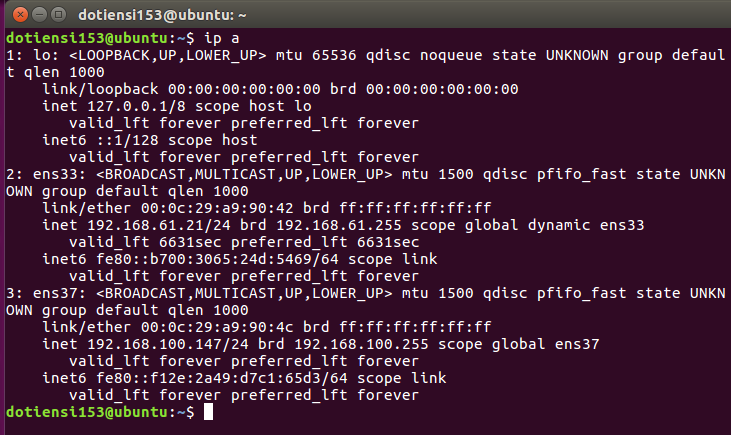 dotiensi153@ubuntu: ~
dotiensi153@ubuntu:~$ ip a
1: lo: <LOOPBACK,UP,LOWER_UP> mtu 65536 qdisc noqueue state UNKNOWN group defaul
t qlen 1000
    link/loopback 00:00:00:00:00:00 brd 00:00:00:00:00:00
    inet 127.0.0.1/8 scope host lo
       valid_lft forever preferred_lft forever
    inet6 ::1/128 scope host
       valid_lft forever preferred_lft forever
2: ens33: <BROADCAST,MULTICAST,UP,LOWER_UP> mtu 1500 qdisc pfifo_fast state UNKN
OWN group default qlen 1000
    link/ether 00:0c:29:a9:90:42 brd ff:ff:ff:ff:ff:ff
    inet 192.168.61.21/24 brd 192.168.61.255 scope global dynamic ens33
       valid_lft 6631sec preferred_lft 6631sec
    inet6 fe80::b700:3065:24d:5469/64 scope link
       valid_lft forever preferred_lft forever
3: ens37: <BROADCAST,MULTICAST,UP,LOWER_UP> mtu 1500 qdisc pfifo_fast state UNKN
OWN group default qlen 1000
    link/ether 00:0c:29:a9:90:4c brd ff:ff:ff:ff:ff:ff
    inet 192.168.100.147/24 brd 192.168.100.255 scope global ens37
       valid_lft forever preferred_lft forever
    inet6 fe80::f12e:2a49:d7c1:65d3/64 scope link
       valid_lft forever preferred_lft forever
dotiensi153@ubuntu:~$